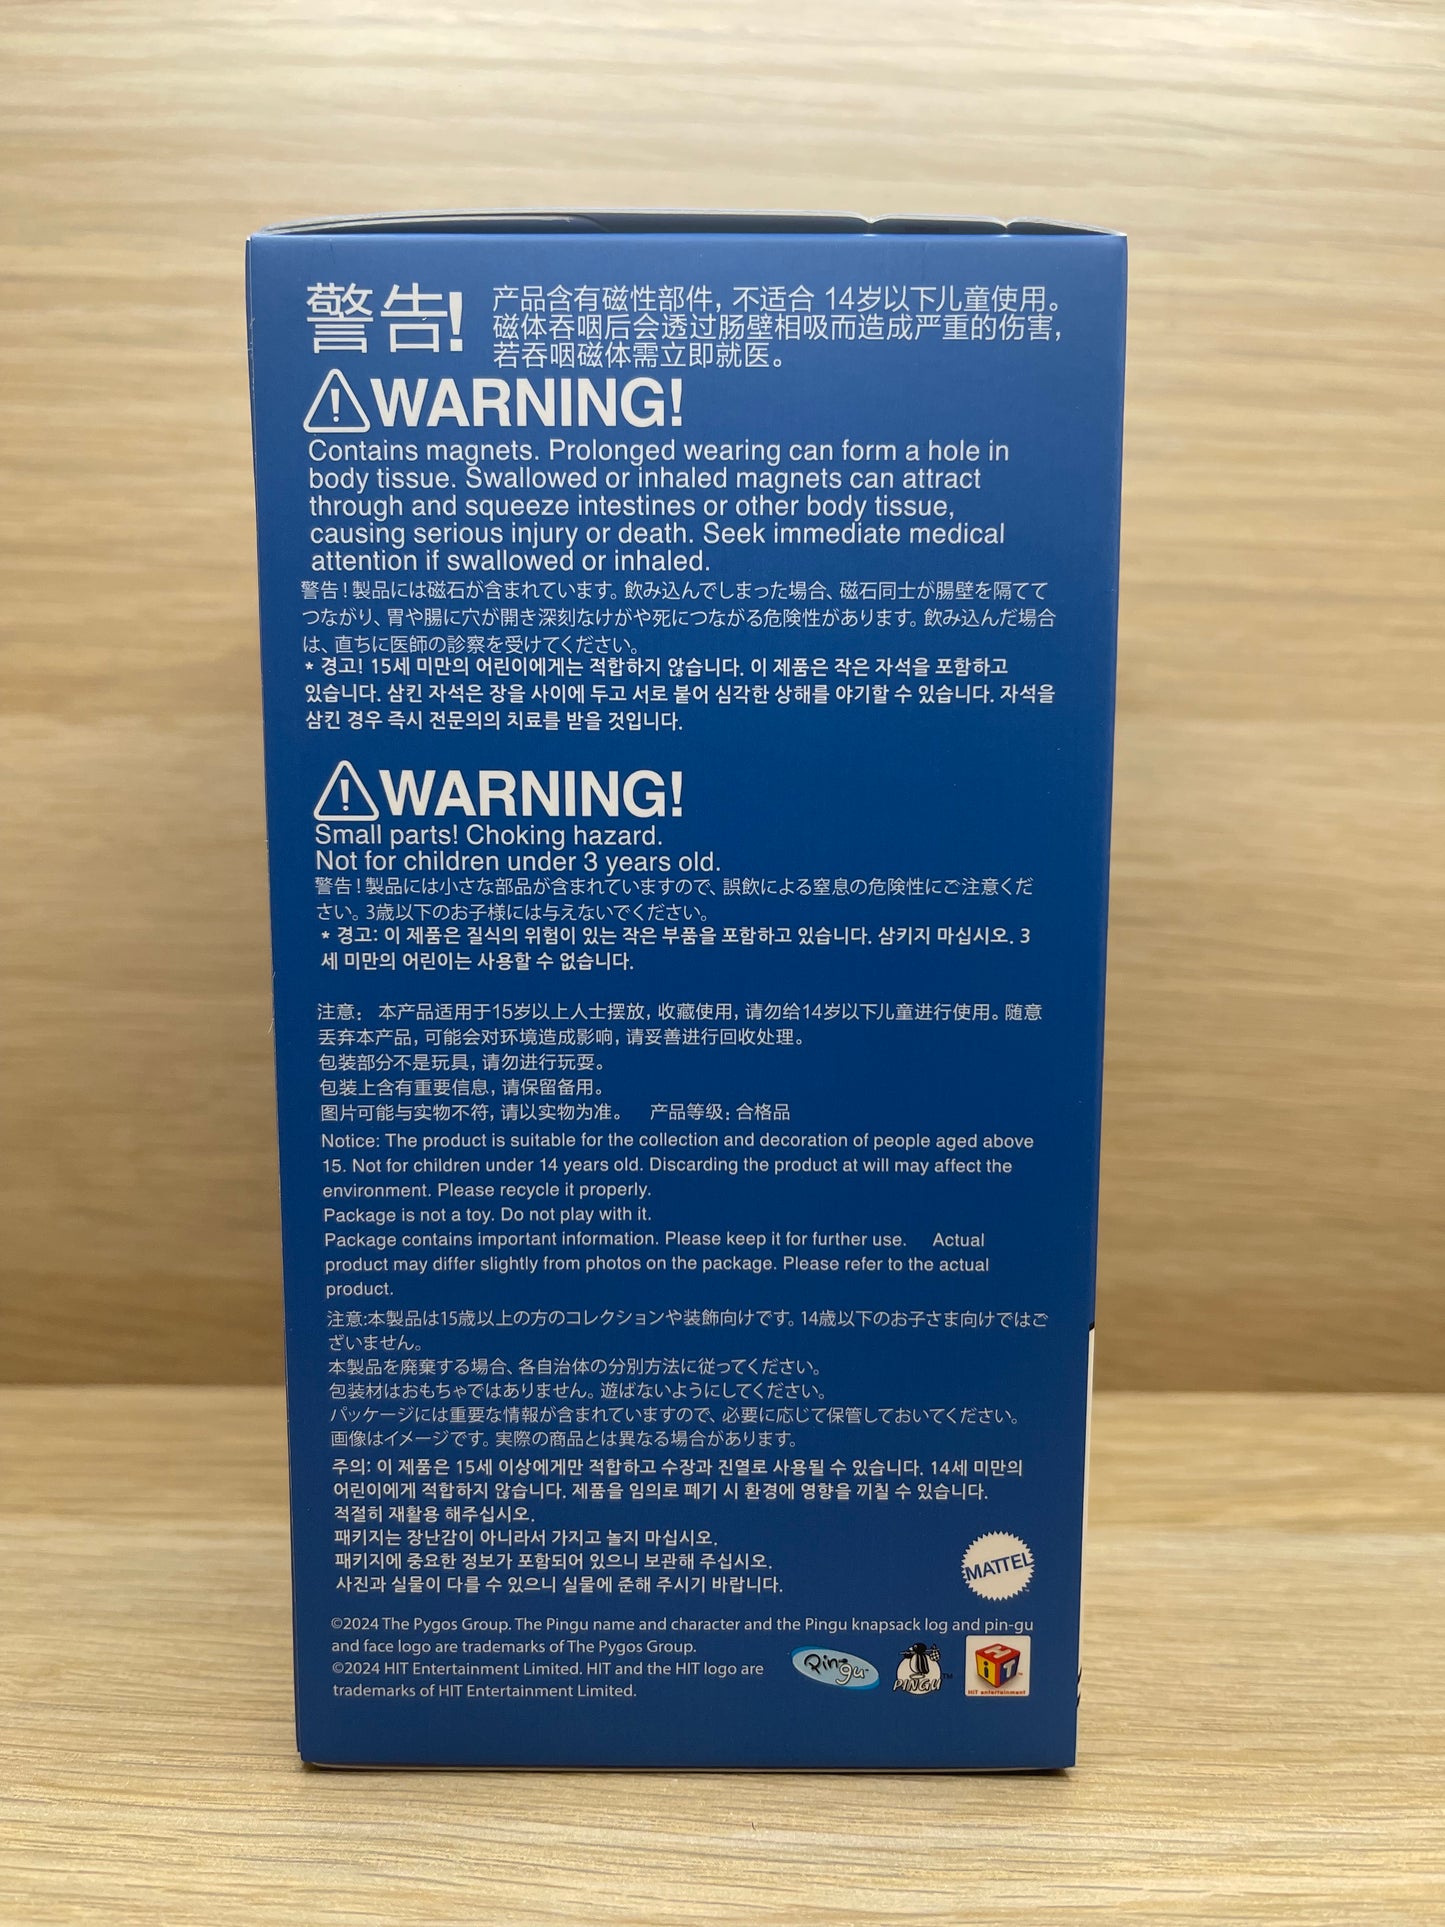 警告!
产品含有磁性部件，不适合 14岁以下儿童使用。
磁体吞咽后会透过肠壁相吸而造成严重的伤害，
若吞咽磁体需立即就医。
WARNING!
Contains magnets. Prolonged wearing can form a hole in
body tissue. Swallowed or inhaled magnets can attract
through and squeeze intestines or other body tissue,
causing serious injury or death. Seek immediate medical
attention if swallowed or inhaled.
警告！製品には磁石が含まれています。飲み込んでしまった場合、磁石同士が腸壁を隔てて
つながり、胃や腸に穴が開き深刻なけがや死につながる危険性があります。飲み込んだ場合
は、直ちに医師の診察を受けてください。
* 경고! 15세 미만의 어린이에게는 적합하지 않습니다. 이 제품은 작은 자석을 포함하고
있습니다. 삼킨 자석은 장을 사이에 두고 서로 붙어 심각한 상해를 야기할 수 있습니다. 자석을
삼킨 경우 즉시 전문의의 치료를 받을 것입니다.
WARNING!
Small parts! Choking hazard.
Not for children under 3 years old.
警告！製品には小さな部品が含まれていますので、誤飲による窒息の危険性にご注意くだ
さい。3歳以下のお子様には与えないでください。
* 경고: 이 제품은 질식의 위험이 있는 작은 부품을 포함하고 있습니다. 삼키지 마십시오. 3
세 미만의 어린이는 사용할 수 없습니다.
注意： 本产品适用于15岁以上人士摆放，收藏使用，请勿给14岁以下儿童进行使用。随意
丢弃本产品，可能会对环境造成影响，请妥善进行回收处理。
包装部分不是玩具，请勿进行玩耍。
包装上含有重要信息，请保留备用。
图片可能与实物不符，请以实物为准。 产品等级：合格品
Notice: The product is suitable for the collection and decoration of people aged above
15. Not for children under 14 years old. Discarding the product at will may affect the
environment. Please recycle it properly.
Package is not a toy. Do not play with it.
Package contains important information. Please keep it for further use. Actual
product may differ slightly from photos on the package. Please refer to the actual
product.
注意:本製品は15歳以上の方のコレクションや装飾向けです。14歳以下のお子さま向けではご
ざいません。
本製品を廃棄する場合、各自治体の分別方法に従ってください。
包装材はおもちゃではありません。遊ばないようにしてください。
パッケージには重要な情報が含まれていますので、必要に応じて保管しておいてください。
画像はイメージです。実際の商品とは異なる場合があります。
주의: 이 제품은 15세 이상에게만 적합하고 수장과 진열로 사용될 수 있습니다. 14세 미만의
어린이에게 적합하지 않습니다. 제품을 임의로 폐기 시 환경에 영향을 끼칠 수 있습니다.
적절히 재활용 해주십시오.
패키지는 장난감이 아니라서 가지고 놀지 마십시오.
패키지에 중요한 정보가 포함되어 있으니 보관해 주십시오.
사진과 실물이 다를 수 있으니 실물에 준해 주시기 바랍니다.
MATTEL
©2024 The Pygos Group. The Pingu name and character and the Pingu knapsack log and pin-gu
and face logo are trademarks of The Pygos Group.
©2024 HIT Entertainment Limited. HIT and the HIT logo are
trademarks of HIT Entertainment Limited.
Pin-gu™
PINGU™
HiT
HiT entertainment